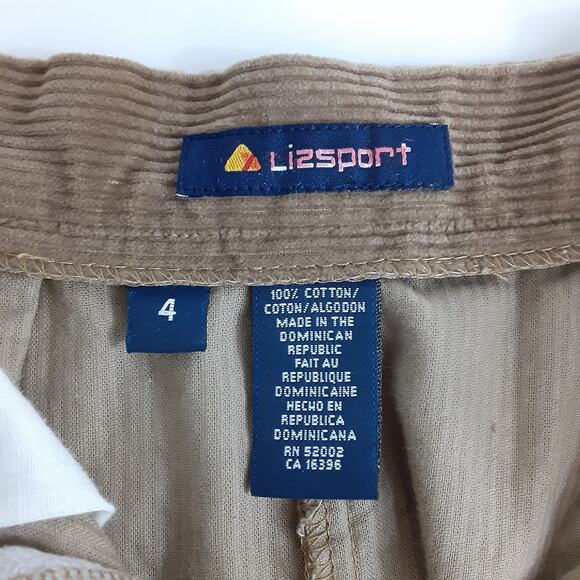 Lizsport
4
100% COTTON/
COTON/ALGODON
MADE IN THE
DOMINICAN
REPUBLIC
FAIT AU
REPUBLIQUE
DOMINICAINE
HECHO EN
REPUBLICA
DOMINICANA
RN 52002
CA 16396